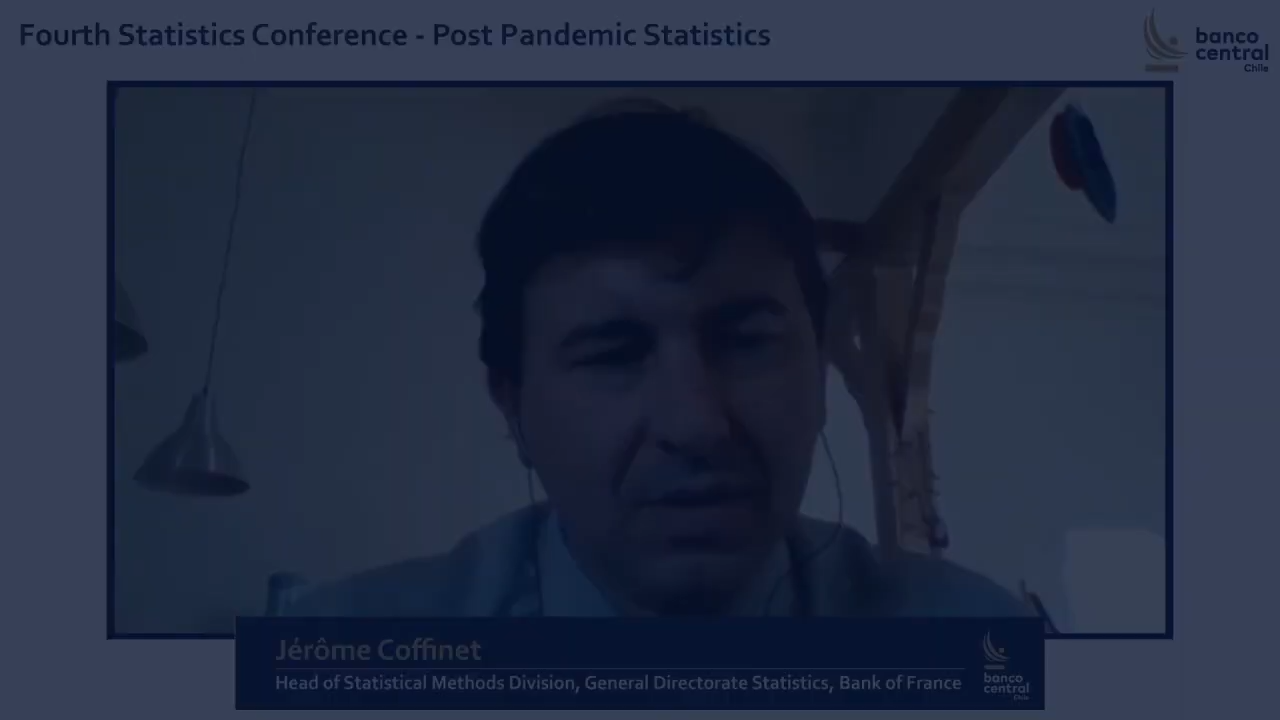 Fourth Statistics Conference - Post Pandemic Statistics
banco
central
Chile
Jérôme Coffinet
Head of Statistical Methods Division, General Directorate Statistics, Bank of France
banco
central
Chile